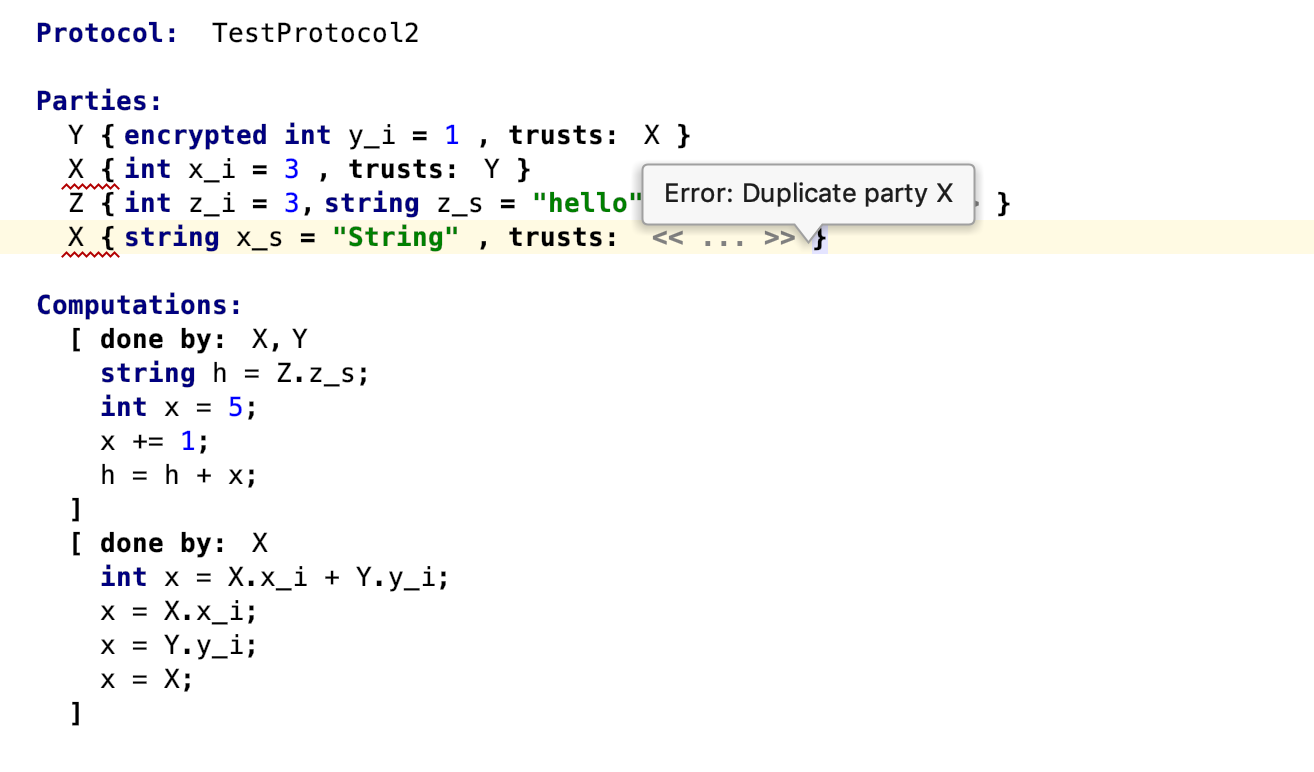 Protocol: TestProtocol2
Parties:
Y { encrypted int y_i = 1 , trusts: X }
X { int x_i = 3 , trusts: Y }
Z { int z_i = 3, string z_s = "hello" }
Error: Duplicate party X
X { string x_s = "String" , trusts: << ... >> }
Computations:
[ done by: X, Y
string h = Z.z_s;
int x = 5;
x += 1;
h = h + x;
]
[ done by: X
int x = X.x_i + Y.y_i;
x = X.x_i;
x = Y.y_i;
x = X;
]